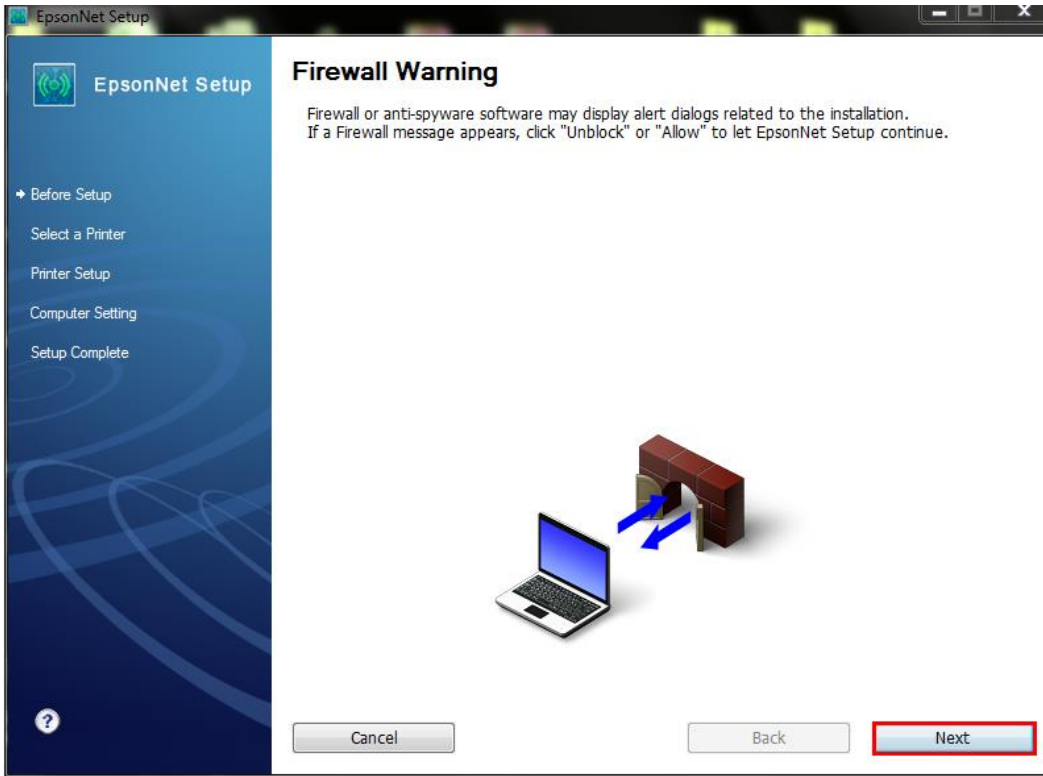 EpsonNet Setup
EpsonNet Setup
Before Setup
Select a Printer
Printer Setup
Computer Setting
Setup Complete
Firewall Warning
Firewall or anti-spyware software may display alert dialogs related to the installation.
If a Firewall message appears, click "Unblock" or "Allow" to let EpsonNet Setup continue.
?
Cancel
Back
Next